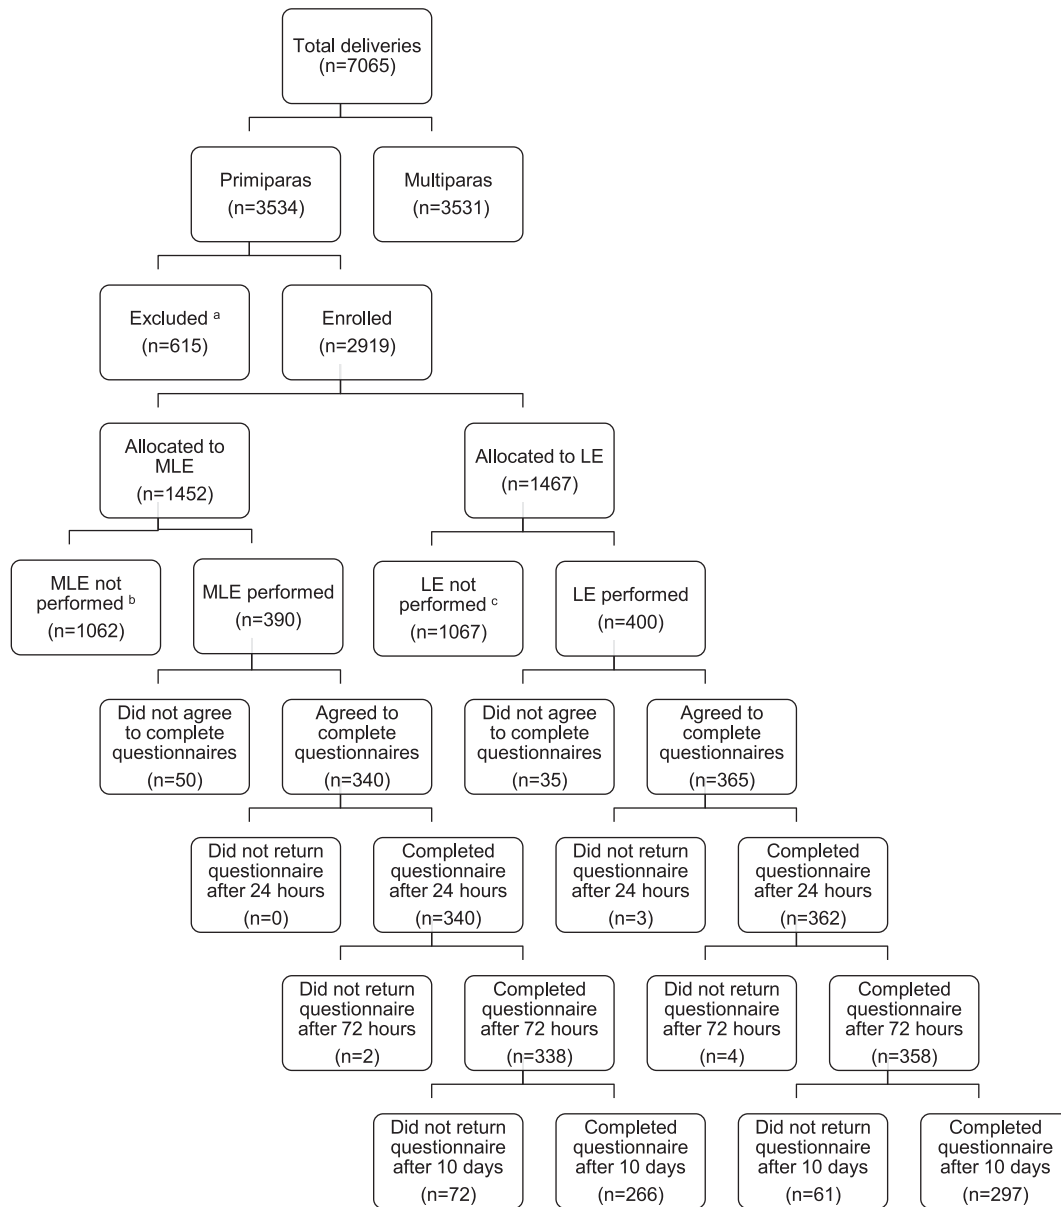 Total deliveries
(n=7065)
Primiparas
(n=3534)
Multiparas
(n=3531)
Excluded a
(n=615)
Enrolled
(n=2919)
Allocated to
MLE
(n=1452)
Allocated to LE
(n=1467)
MLE not
performed b
(n=1062)
MLE performed
(n=390)
LE not
performed c
(n=1067)
LE performed
(n=400)
Did not agree
to complete
questionnaires
(n=50)
Agreed to
complete
questionnaires
(n=340)
Did not agree
to complete
questionnaires
(n=35)
Agreed to
complete
questionnaires
(n=365)
Did not return
questionnaire
after 24 hours
(n=0)
Completed
questionnaire
after 24 hours
(n=340)
Did not return
questionnaire
after 24 hours
(n=3)
Completed
questionnaire
after 24 hours
(n=362)
Did not return
questionnaire
after 72 hours
(n=2)
Completed
questionnaire
after 72 hours
(n=338)
Did not return
questionnaire
after 72 hours
(n=4)
Completed
questionnaire
after 72 hours
(n=358)
Did not return
questionnaire
after 10 days
(n=72)
Completed
questionnaire
after 10 days
(n=266)
Did not return
questionnaire
after 10 days
(n=61)
Completed
questionnaire
after 10 days
(n=297)